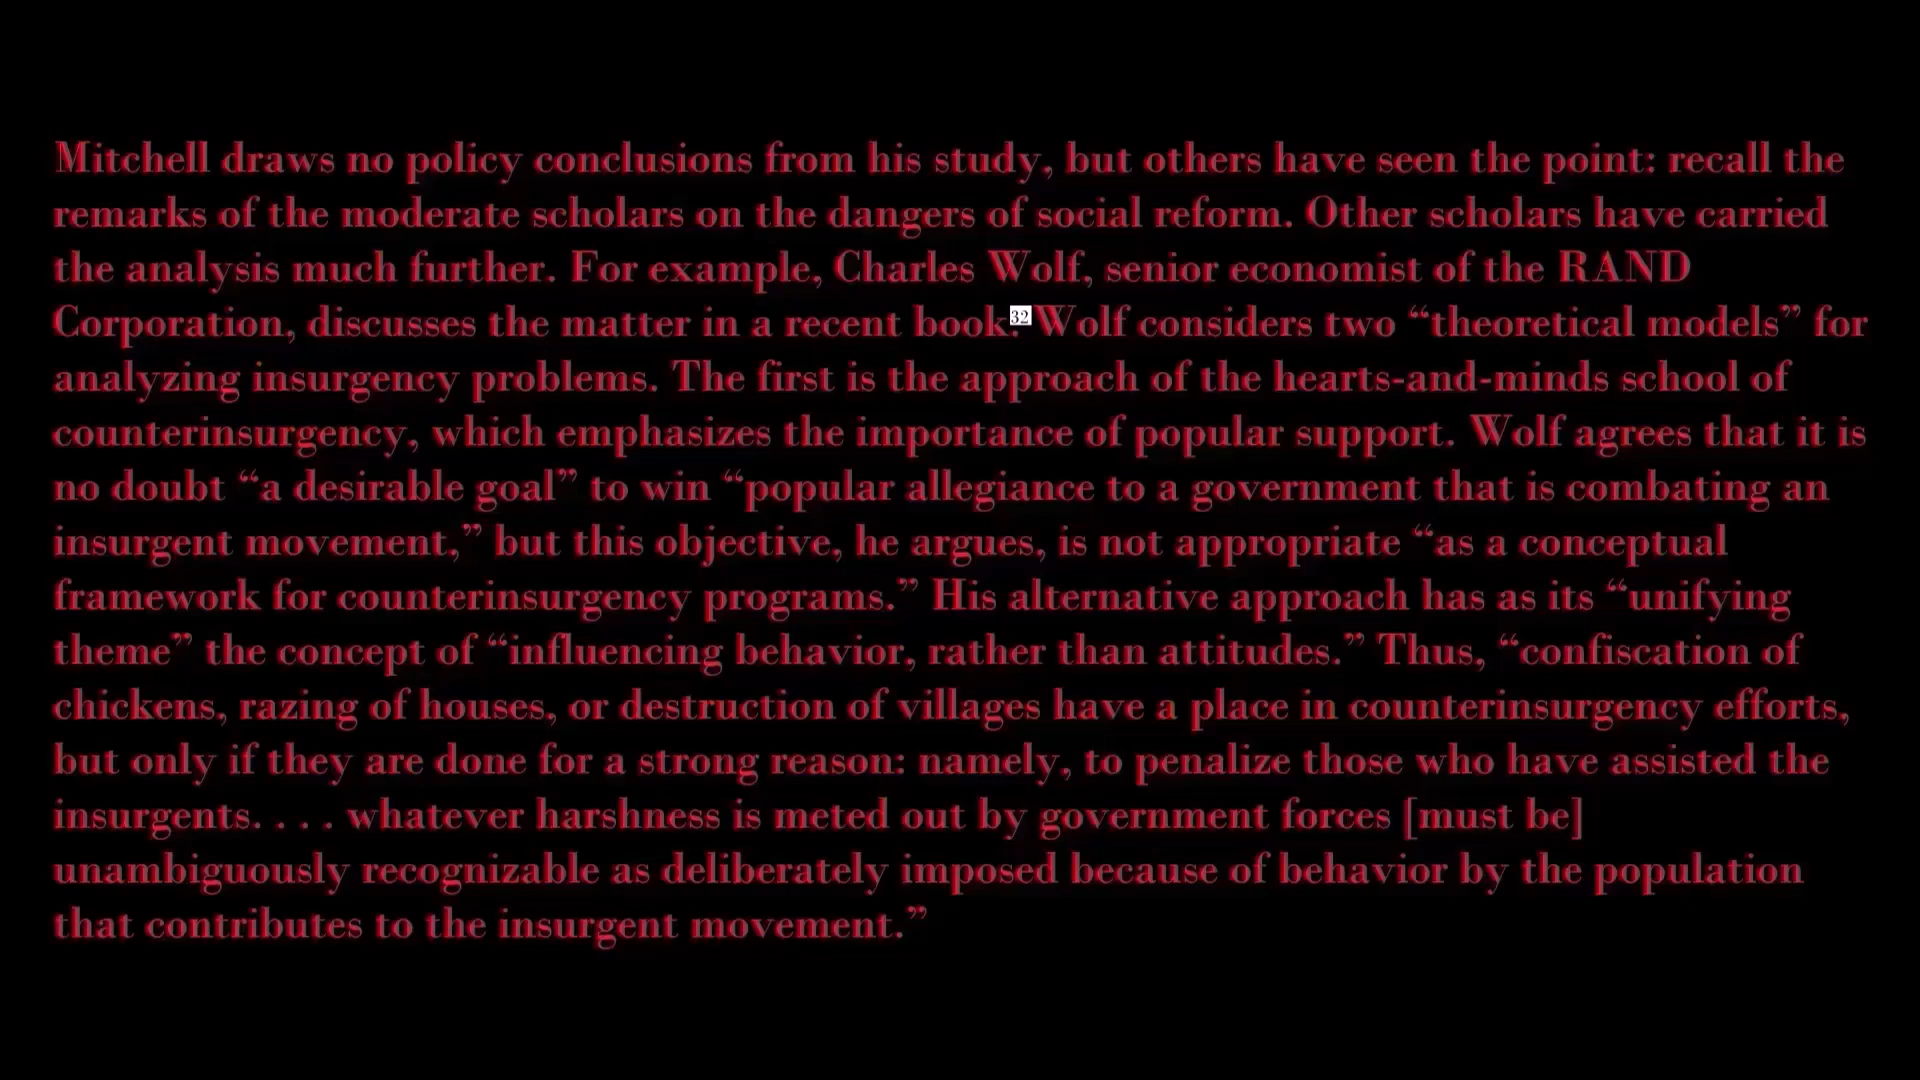 Mitchell draws no policy conclusions from his study, but others have seen the point: recall the
remarks of the moderate scholars on the dangers of social reform. Other scholars have carried
the analysis much further. For example, Charles Wolf, senior economist of the RAND
Corporation, discusses the matter in a recent book.32 Wolf considers two “theoretical models” for
analyzing insurgency problems. The first is the approach of the hearts-and-minds school of
counterinsurgency, which emphasizes the importance of popular support. Wolf agrees that it is
no doubt “a desirable goal” to win “popular allegiance to a government that is combating an
insurgent movement,” but this objective, he argues, is not appropriate “as a conceptual
framework for counterinsurgency programs.” His alternative approach has as its “unifying
theme” the concept of “influencing behavior, rather than attitudes.” Thus, “confiscation of
chickens, razing of houses, or destruction of villages have a place in counterinsurgency efforts,
but only if they are done for a strong reason: namely, to penalize those who have assisted the
insurgents. . . . whatever harshness is meted out by government forces [must be]
unambiguously recognizable as deliberately imposed because of behavior by the population
that contributes to the insurgent movement.”